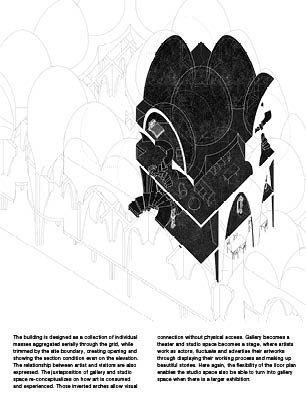 The building is designed as a collection of individual
masses aggregated serially through the grid, while
trimmed by the site boundary, creating opening and
showing the section condition even on the elevation.
The relationship between artist and visitors are also
expressed. The juxtaposition of gallery and studio
space re-conceptualizes on how art is consumed
and experienced. Those inverted arches allow visual
connection without physical access. Gallery becomes a
theater and studio space becomes a stage, where artists
work as actors, fluctuate and advertise their artworks
through displaying their working process and making up
beautiful stories. Here again, the flexibility of the floor plan
enables the studio space also be able to turn into gallery
space when there is a larger exhibition.